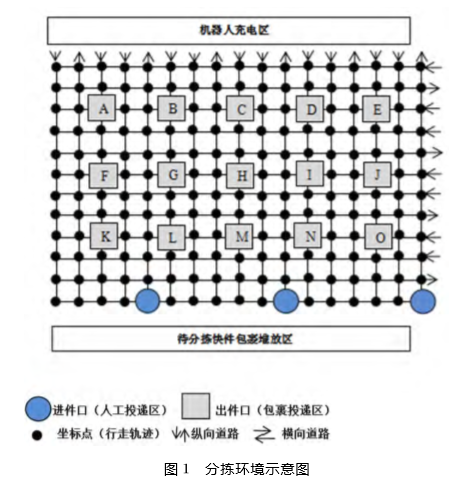 机器人充电区
A B C D E
F G H I J
K L M N O
待分拣快件包裹堆放区
进件口（人工投递区） 出件口（包裹投递区）
坐标点（行走轨迹） 纵向道路 横向道路
图 1 分拣环境示意图